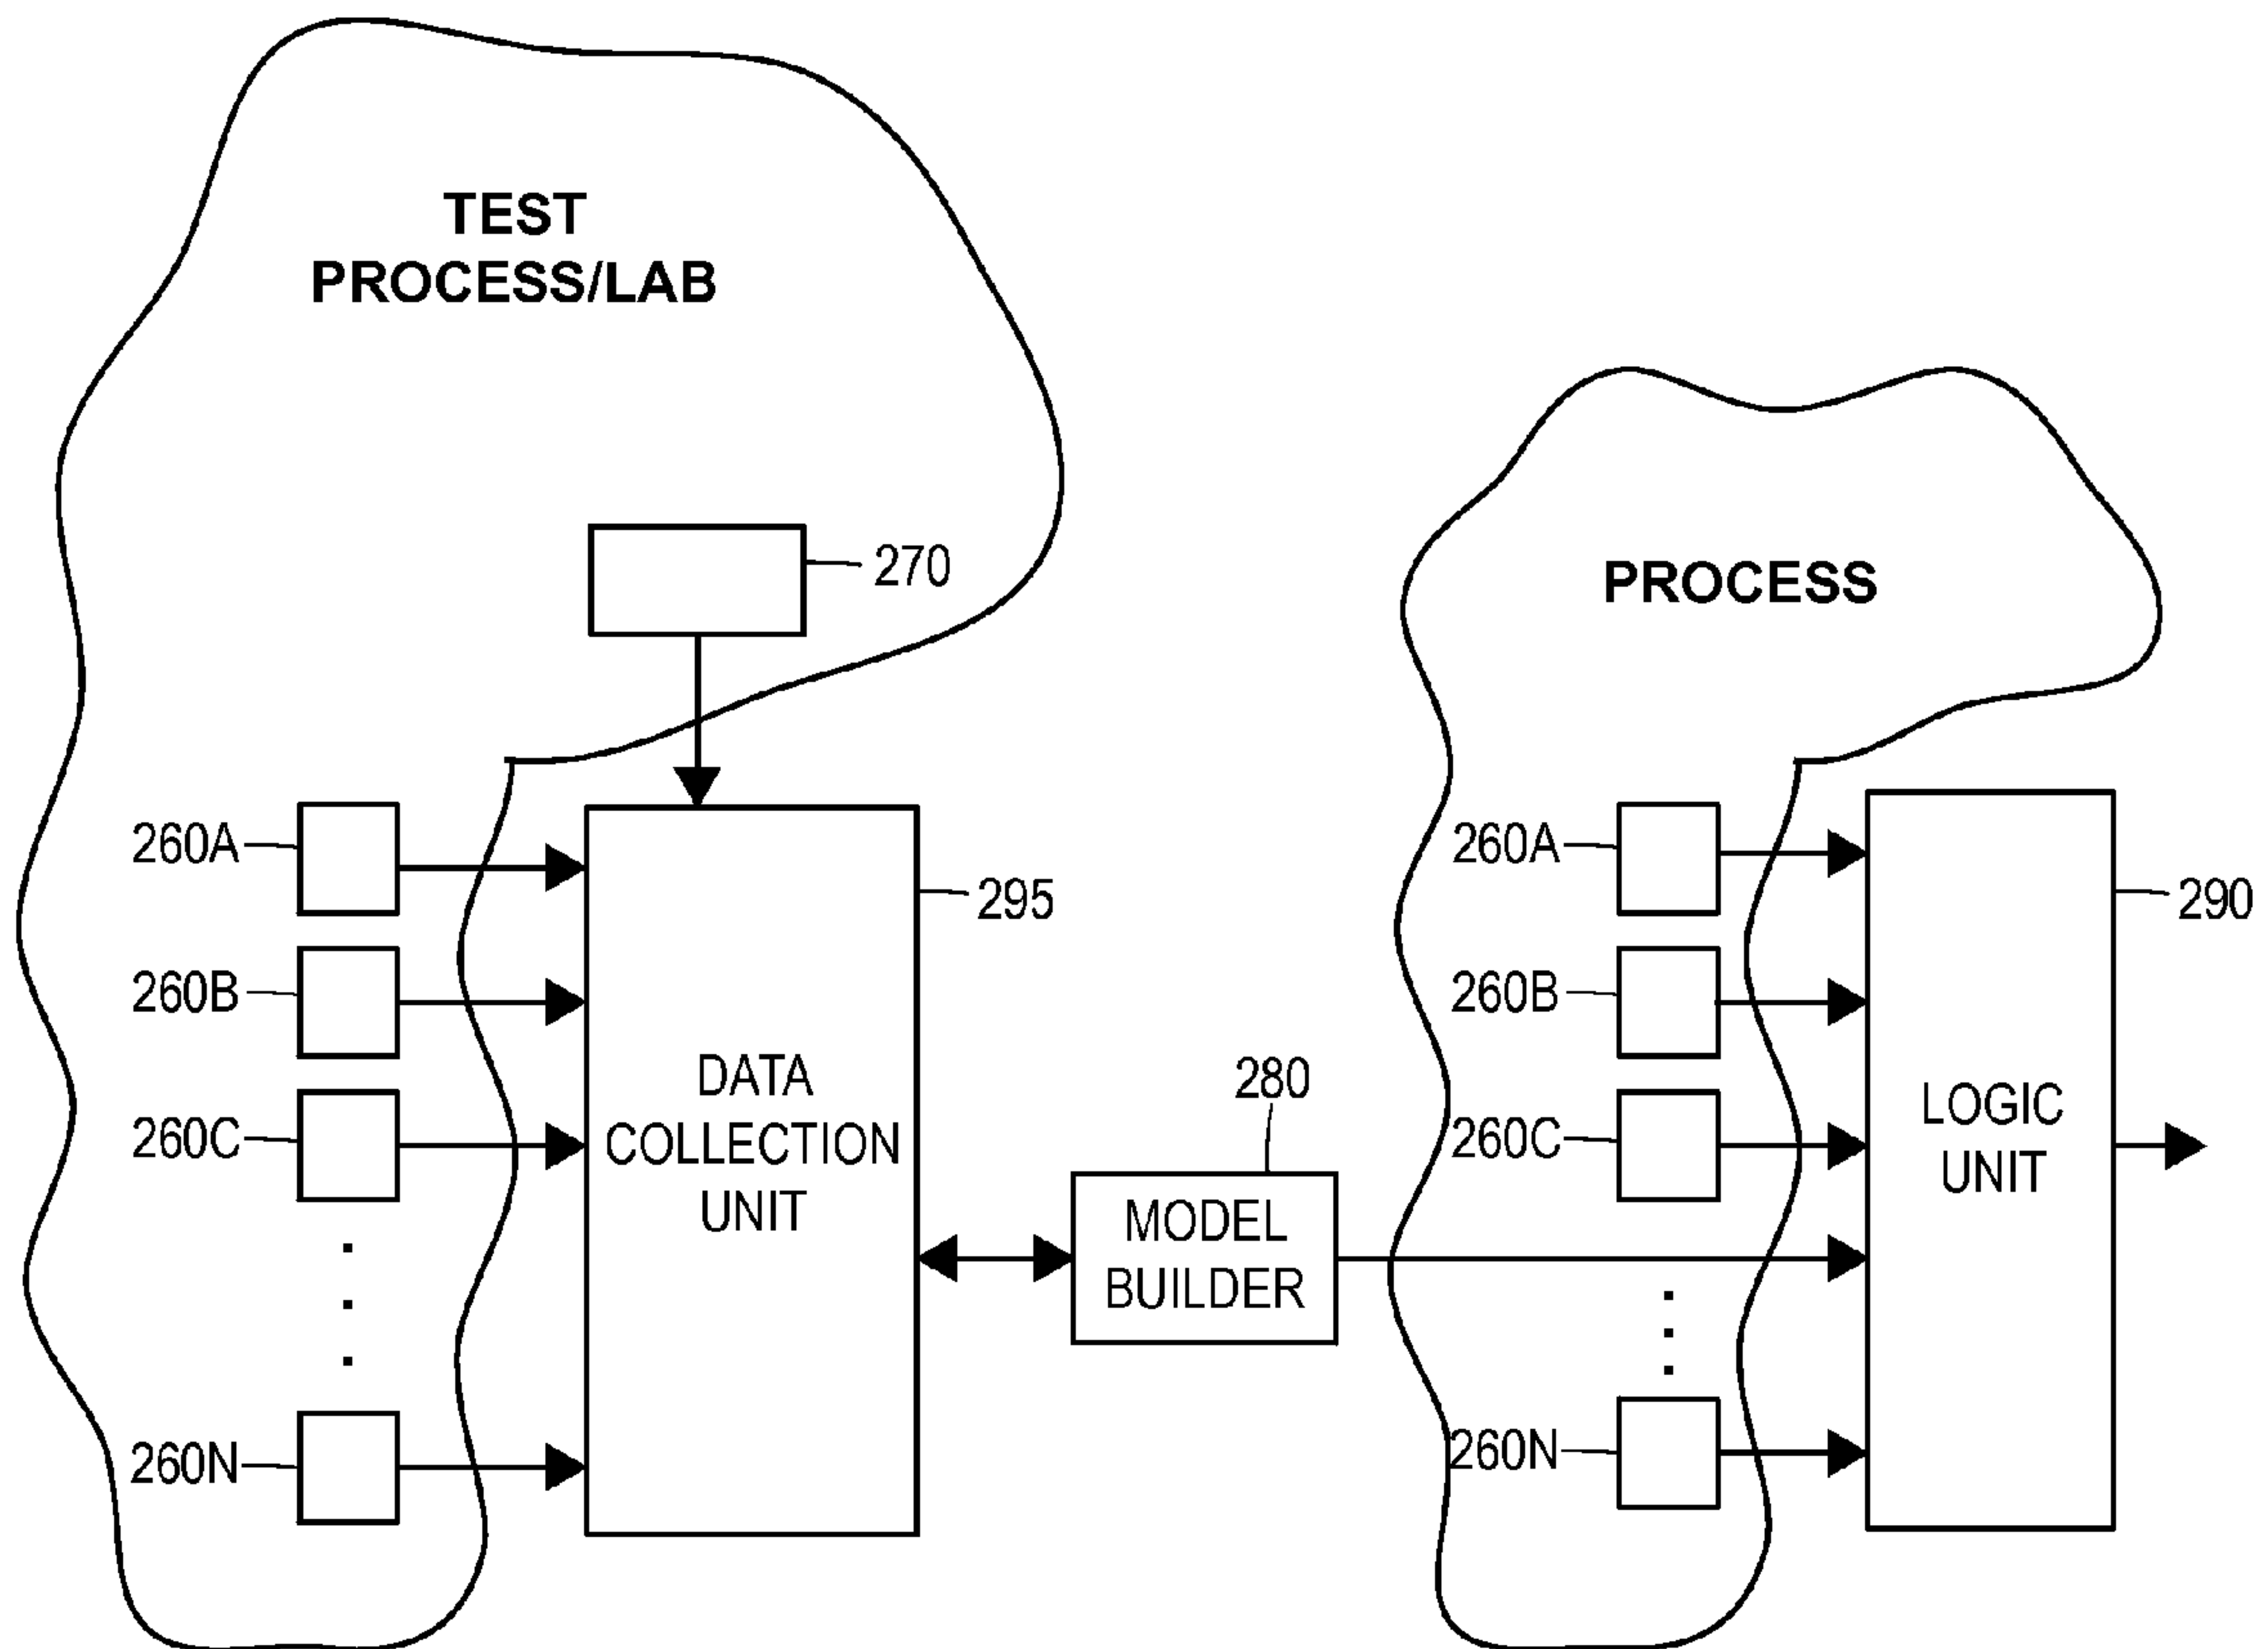 TEST
PROCESS/LAB
270
PROCESS
260A
295
260A
290
260B
260B
DATA
COLLECTION
UNIT
280
LOGIC
UNIT
260C
260C
MODEL
BUILDER
260N
260N